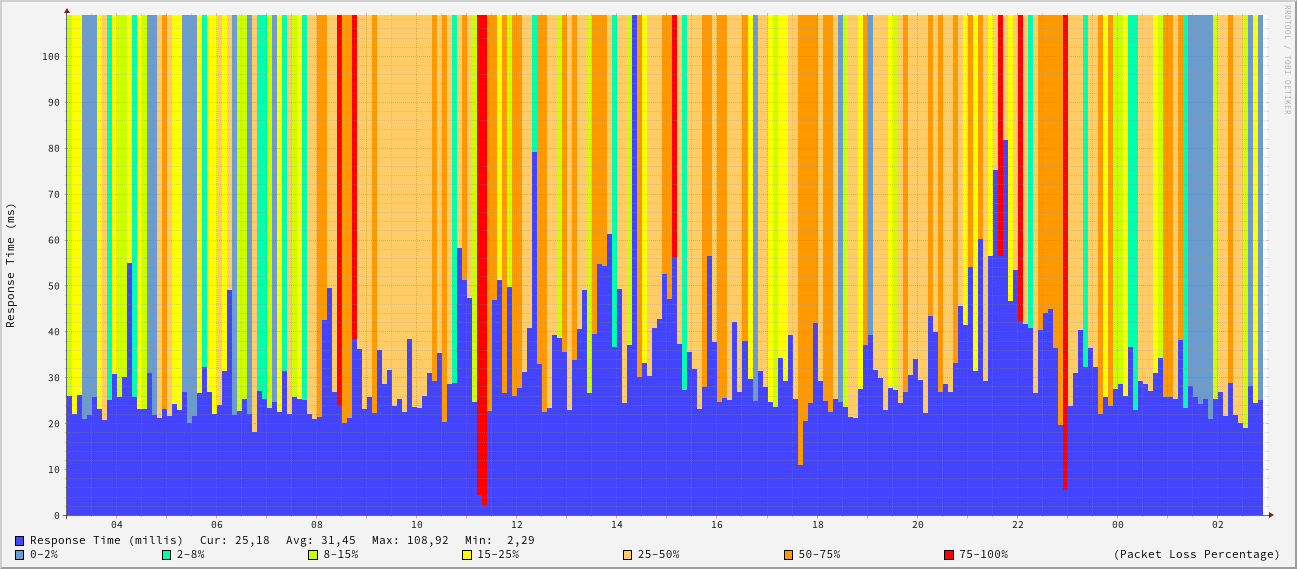 RRDTOOL / TOBI OETIKER
Response Time (ms)
100
90
80
70
60
50
40
30
20
10
0
04 06 08 10 12 14 16 18 20 22 00 02
Response Time (millis) Cur: 25,18 Avg: 31,45 Max: 108,92 Min: 2,29
0-2% 2-8% 8-15% 15-25% 25-50% 50-75% 75-100% (Packet Loss Percentage)